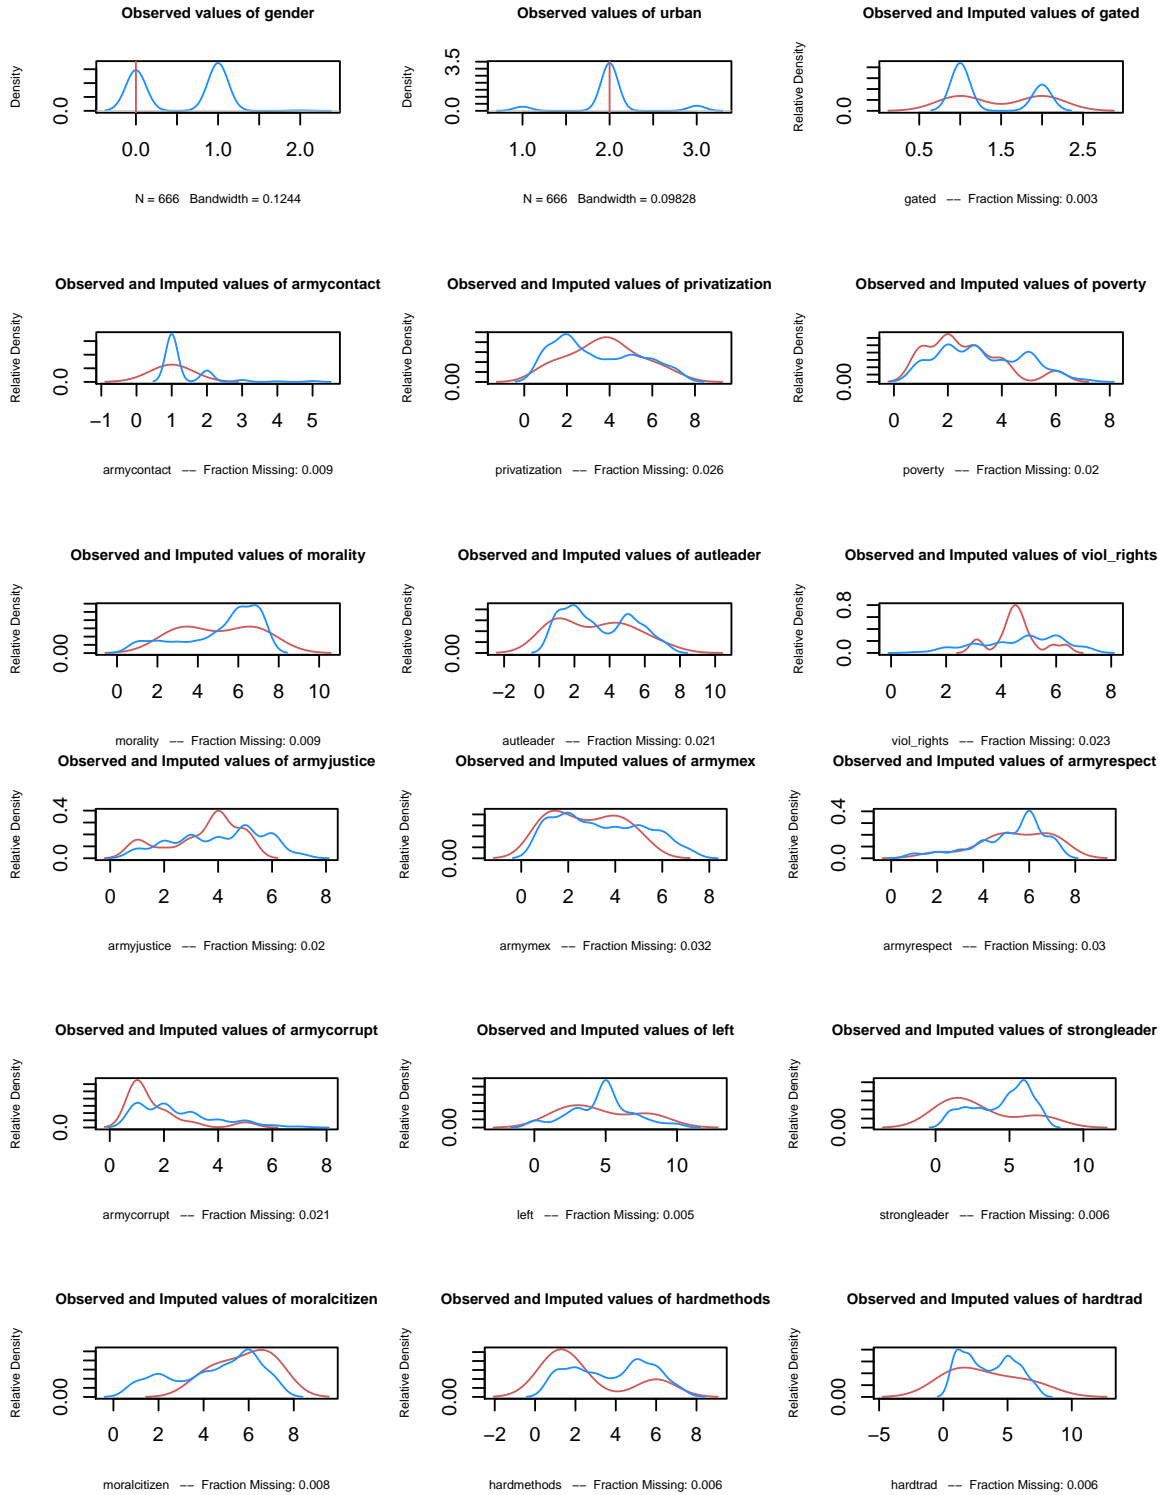 Observed values of gender
Density
0.0
0.0 1.0 2.0
N = 666 Bandwidth = 0.1244
Observed values of urban
Density
3.5
0.0
1.0 2.0 3.0
N = 666 Bandwidth = 0.09828
Observed and Imputed values of gated
Relative Density
0.0
0.5 1.5 2.5
gated −− Fraction Missing: 0.003
Observed and Imputed values of armycontact
Relative Density
0.0
−1 0 1 2 3 4 5
armycontact −− Fraction Missing: 0.009
Observed and Imputed values of privatization
Relative Density
0.00
0 2 4 6 8
privatization −− Fraction Missing: 0.026
Observed and Imputed values of poverty
Relative Density
0.00
0 2 4 6 8
poverty −− Fraction Missing: 0.02
Observed and Imputed values of morality
Relative Density
0.00
0 2 4 6 8 10
morality −− Fraction Missing: 0.009
Observed and Imputed values of autleader
Relative Density
0.00
−2 0 2 4 6 8 10
autleader −− Fraction Missing: 0.021
Observed and Imputed values of viol_rights
Relative Density
0.8
0.0
0 2 4 6 8
viol_rights −− Fraction Missing: 0.023
Observed and Imputed values of armyjustice
Relative Density
0.4
0.0
0 2 4 6 8
armyjustice −− Fraction Missing: 0.02
Observed and Imputed values of armymex
Relative Density
0.00
0 2 4 6 8
armymex −− Fraction Missing: 0.032
Observed and Imputed values of armyrespect
Relative Density
0.4
0.0
0 2 4 6 8
armyrespect −− Fraction Missing: 0.03
Observed and Imputed values of armycorrupt
Relative Density
0.0
0 2 4 6 8
armycorrupt −− Fraction Missing: 0.021
Observed and Imputed values of left
Relative Density
0.00
0 5 10
left −− Fraction Missing: 0.005
Observed and Imputed values of strongleader
Relative Density
0.00
0 5 10
strongleader −− Fraction Missing: 0.006
Observed and Imputed values of moralcitizen
Relative Density
0.00
0 2 4 6 8
moralcitizen −− Fraction Missing: 0.008
Observed and Imputed values of hardmethods
Relative Density
0.00
−2 0 2 4 6 8
hardmethods −− Fraction Missing: 0.006
Observed and Imputed values of hardtrad
Relative Density
0.00
−5 0 5 10
hardtrad −− Fraction Missing: 0.006